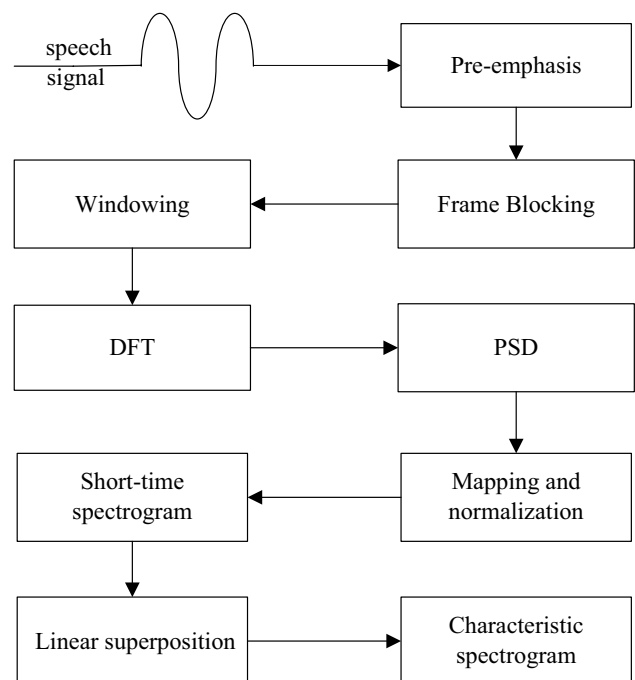 speech
signal
Pre-emphasis
Windowing
Frame Blocking
DFT
PSD
Short-time
spectrogram
Mapping and
normalization
Linear superposition
Characteristic
spectrogram